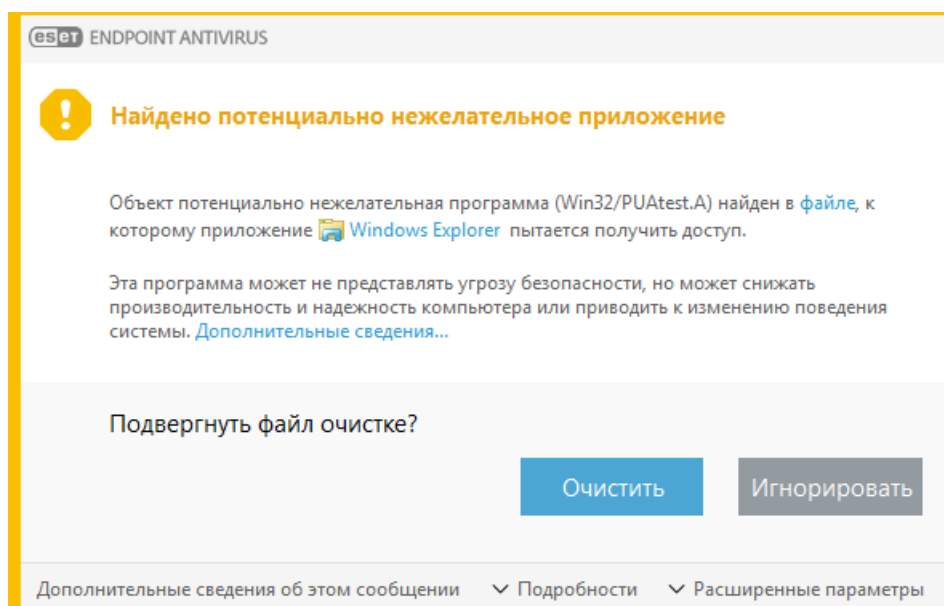 eset ENDPOINT ANTIVIRUS
Найдено потенциально нежелательное приложение
Объект потенциально нежелательная программа (Win32/PUAtest.A) найден в файле, к
которому приложение Windows Explorer пытается получить доступ.
Эта программа может не представлять угрозу безопасности, но может снижать
производительность и надежность компьютера или приводить к изменению поведения
системы. Дополнительные сведения...
Подвергнуть файл очистке?
Очистить Игнорировать
Дополнительные сведения об этом сообщении Подробности Расширенные параметры